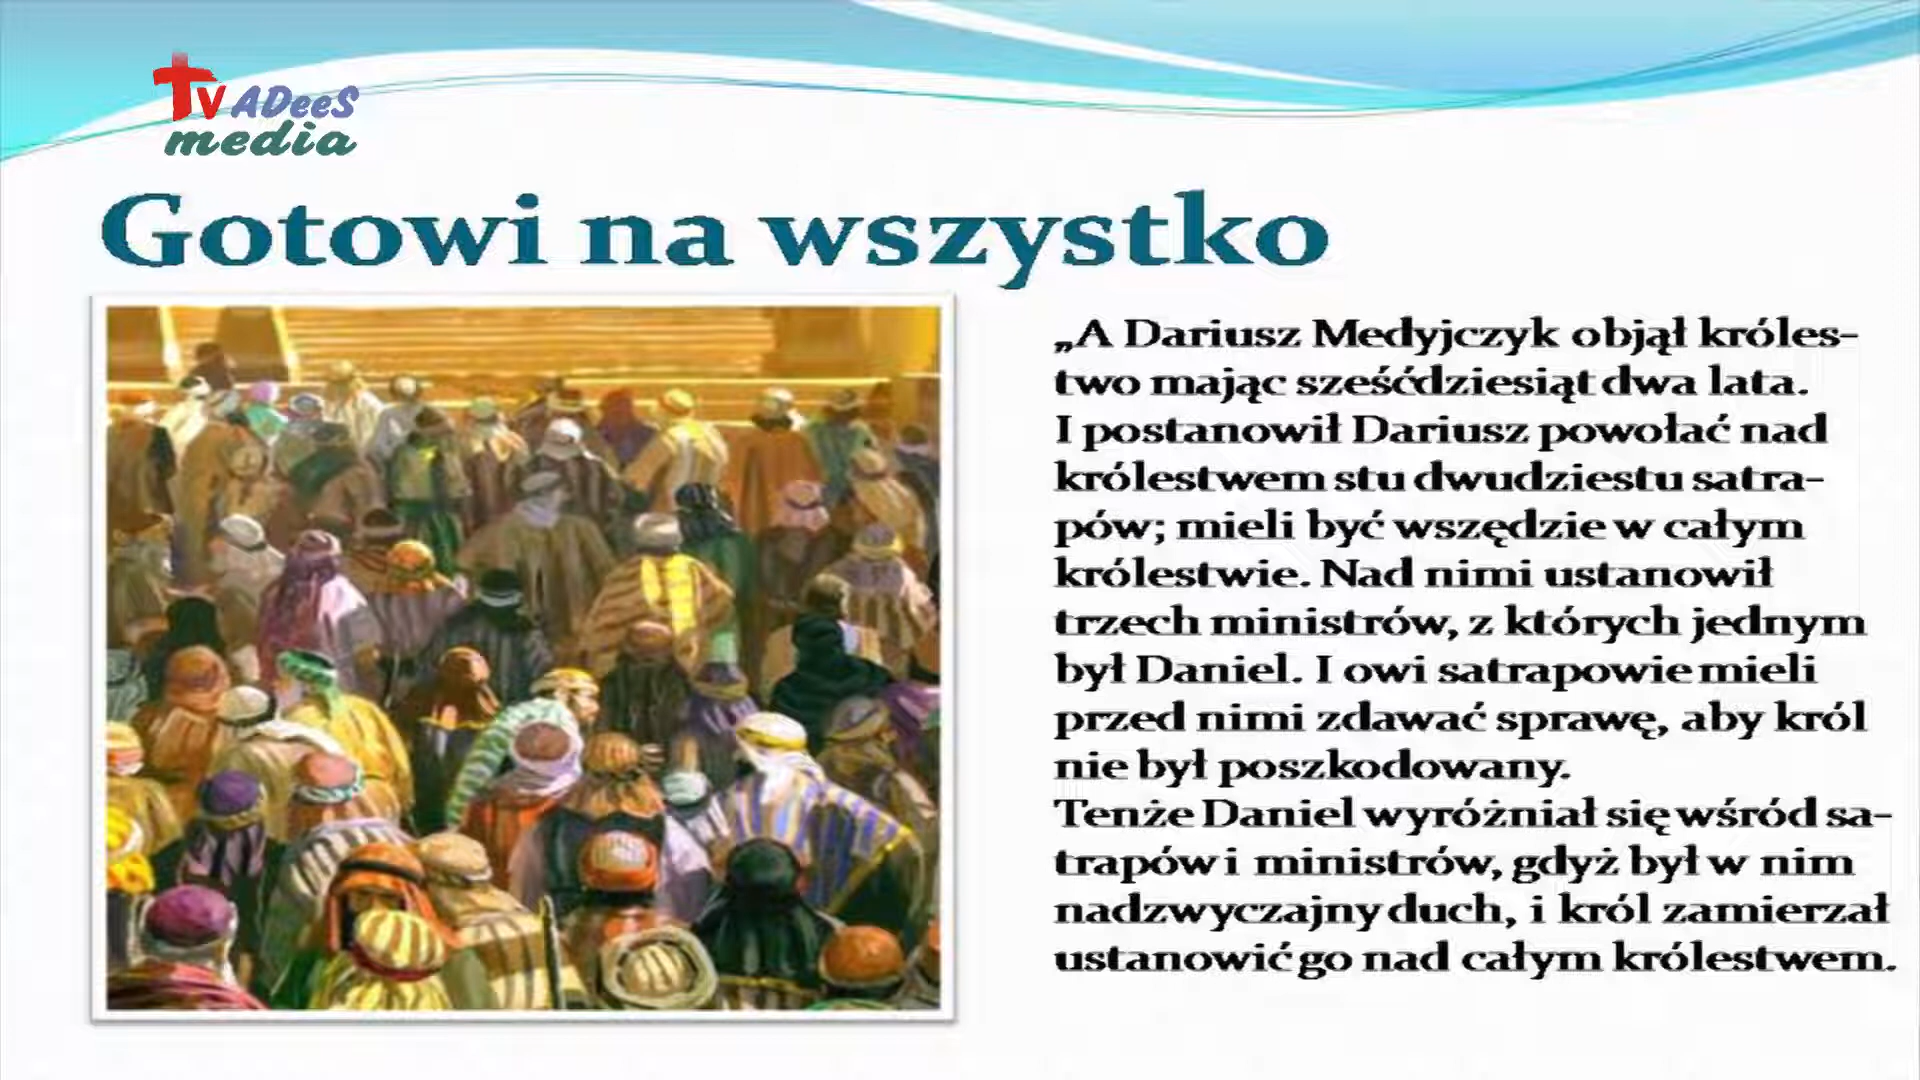 TV ADeeS
media
Gotowi na wszystko
„A Dariusz Medyjczyk objął króles-
two mając sześćdziesiąt dwa lata.
I postanowił Dariusz powołać nad
królestwem stu dwudziestu satra-
pów; mieli być wszędzie w całym
królestwie. Nad nimi ustanowił
trzech ministrów, z których jednym
był Daniel. I owi satrapowie mieli
przed nimi zdawać sprawę, aby król
nie był poszkodowany.
Tenże Daniel wyróżniał się wśród sa-
trapów i ministrów, gdyż był w nim
nadzwyczajny duch, i król zamierzał
ustanowić go nad całym królestwem.